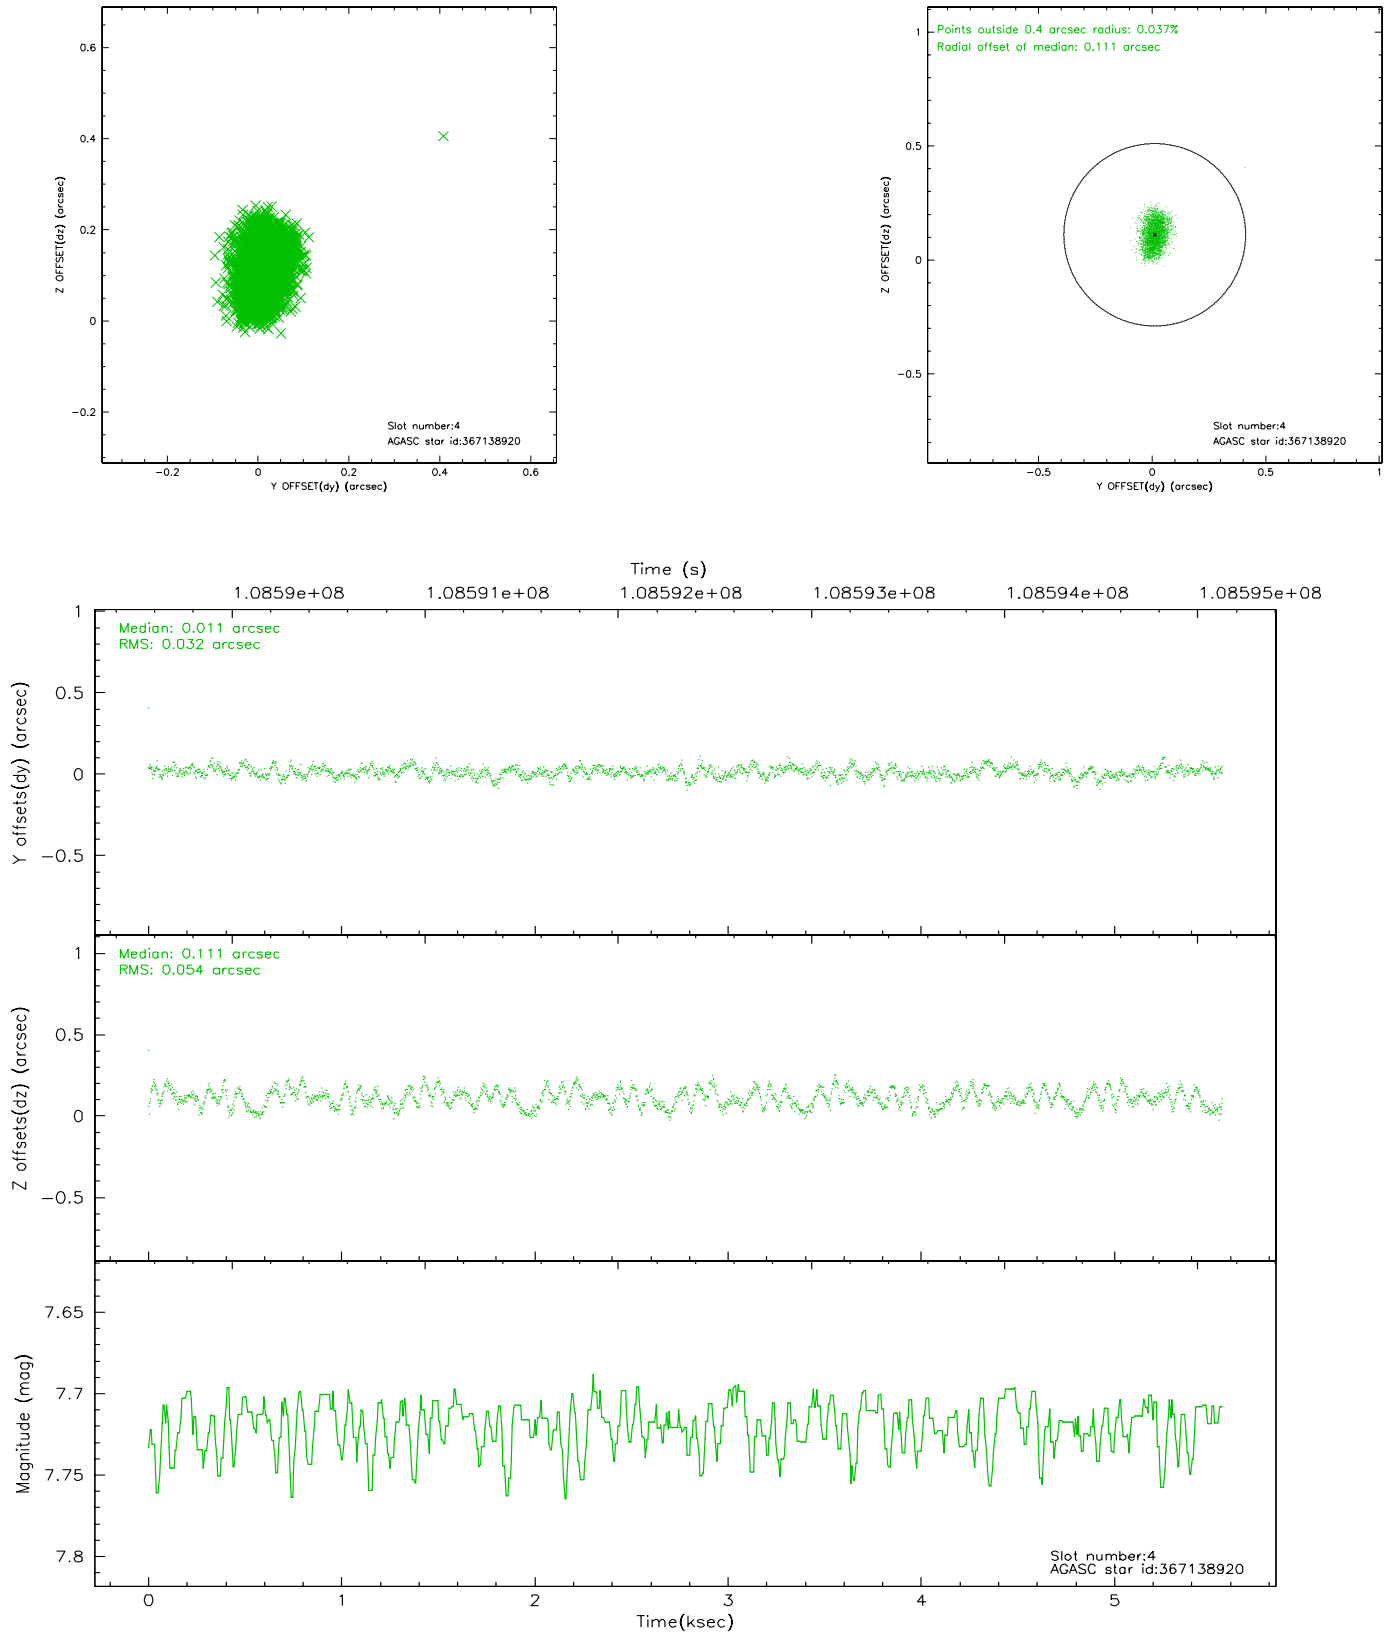 0.6
0.4
0.2
0
−0.2
Z OFFSET(dz) (arcsec)
Slot number:4
AGASC star id:367138920
−0.2 0 0.2 0.4 0.6
Y OFFSET(dy) (arcsec)
Points outside 0.4 arcsec radius: 0.037%
Radial offset of median: 0.111 arcsec
1
0.5
0
−0.5
Z OFFSET(dz) (arcsec)
Slot number:4
AGASC star id:367138920
−0.5 0 0.5 1
Y OFFSET(dy) (arcsec)
Time (s)
1.0859e+08 1.08591e+08 1.08592e+08 1.08593e+08 1.08594e+08 1.08595e+08
Median: 0.011 arcsec
RMS: 0.032 arcsec
1
0.5
0
−0.5
Y offsets(dy) (arcsec)
Median: 0.111 arcsec
RMS: 0.054 arcsec
1
0.5
0
−0.5
Z offsets(dz) (arcsec)
7.65
7.7
7.75
7.8
Magnitude (mag)
Slot number:4
AGASC star id:367138920
0 1 2 3 4 5
Time(ksec)